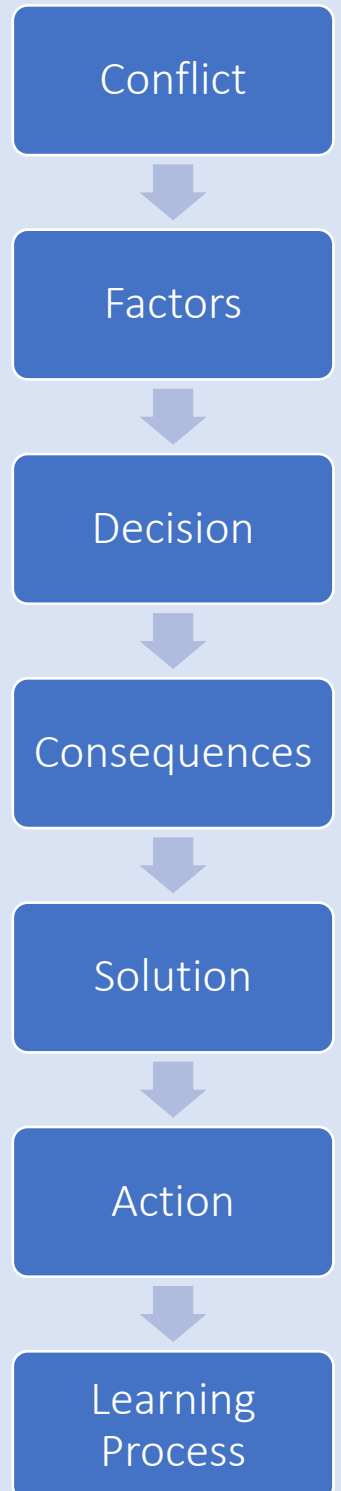 Conflict
Factors
Decision
Consequences
Solution
Action
Learning
Process